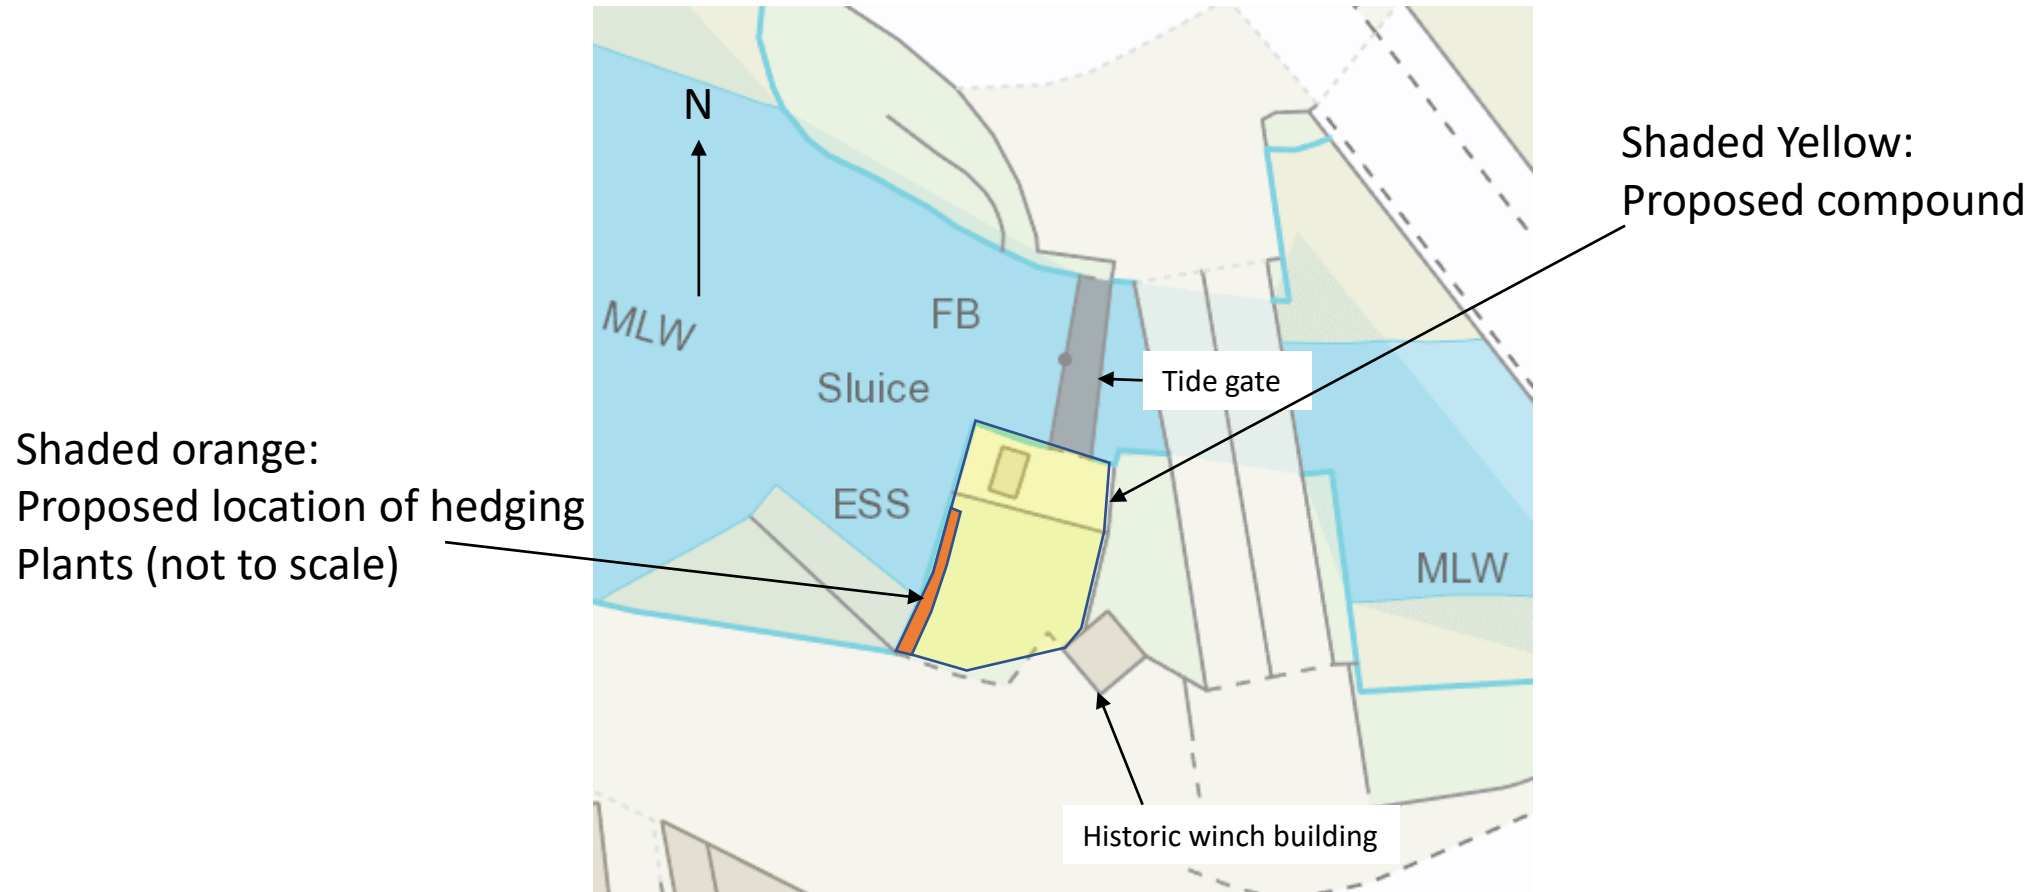 N
Shaded Yellow:
Proposed compound
MLW
FB
Sluice
Tide gate
Shaded orange:
Proposed location of hedging
Plants (not to scale)
ESS
MLW
Historic winch building